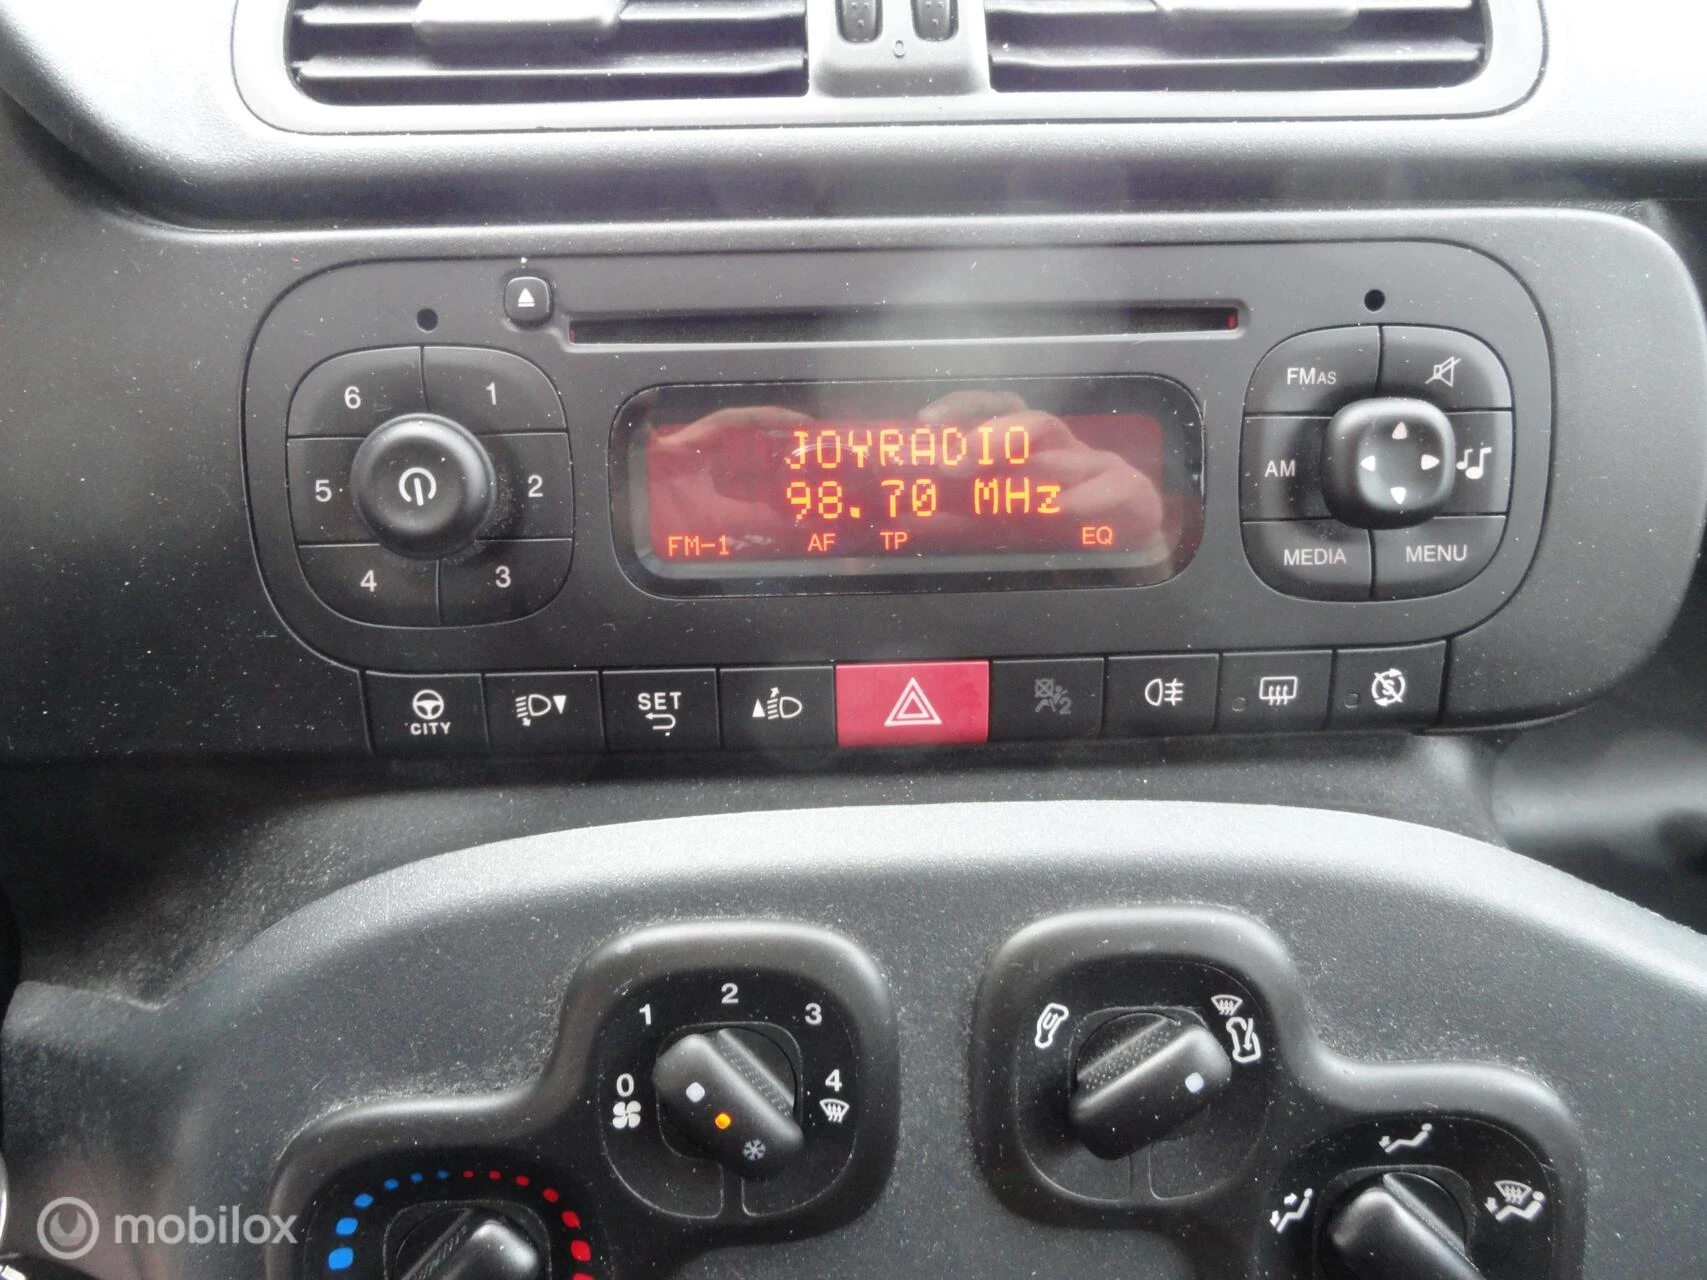 0
6
1
5
2
4
3
JOYRADIO
98.70 MHz
FM-1 AF TP EQ
FMAS
AM
MEDIA
MENU
CITY
SET
2
0
1
2
3
4
mobilox